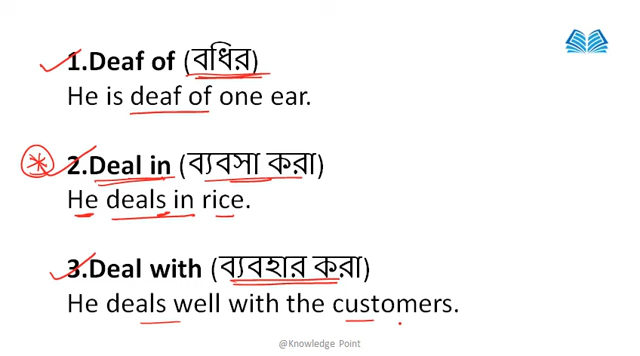 1.Deaf of (বধির)
He is deaf of one ear.
2.Deal in (ব্যবসা করা)
He deals in rice.
3.Deal with (ব্যবহার করা)
He deals well with the customers.
@Knowledge Point